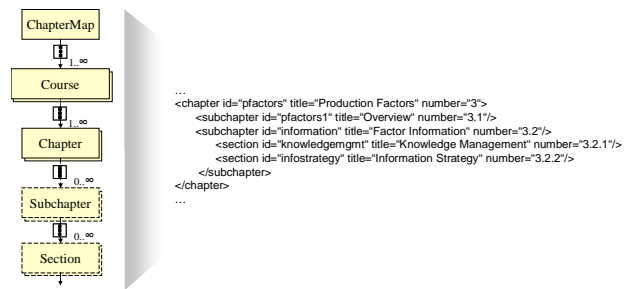 ChapterMap
1..∞
Course
1..∞
Chapter
0..∞
Subchapter
0..∞
Section
…
<chapter id="pfactors" title="Production Factors" number="3">
<subchapter id="pfactors1" title="Overview" number="3.1"/>
<subchapter id="information" title="Factor Information" number="3.2"/>
<section id="knowledgemgmt" title="Knowledge Management" number="3.2.1"/>
<section id="infostrategy" title="Information Strategy" number="3.2.2"/>
</subchapter>
</chapter>
…